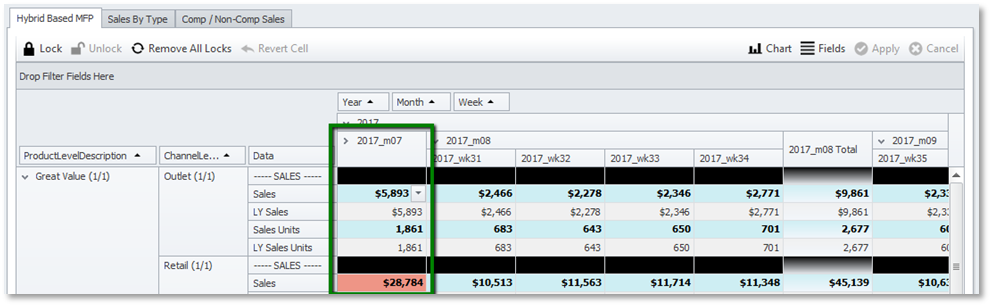 Hybrid Based MFP Sales By Type Comp / Non-Comp Sales
Lock Unlock Remove All Locks Revert Cell Chart Fields Apply Cancel
Drop Filter Fields Here
Year Month Week
2017
2017_m07 2017_m08 2017_m08 Total 2017_m09
ProductLevelDescription ChannelLe... Data 2017_wk31 2017_wk32 2017_wk33 2017_wk34 2017_wk35
Great Value (1/1) Outlet (1/1) ----- SALES -----
Sales $5,893 $2,466 $2,278 $2,346 $2,771 $9,861 $2,33
LY Sales $5,893 $2,466 $2,278 $2,346 $2,771 $9,861 $2,33
Sales Units 1,861 683 643 650 701 2,677 60
LY Sales Units 1,861 683 643 650 701 2,677 60
Retail (1/1) ----- SALES -----
Sales $28,784 $10,513 $11,563 $11,714 $11,348 $45,139 $10,63